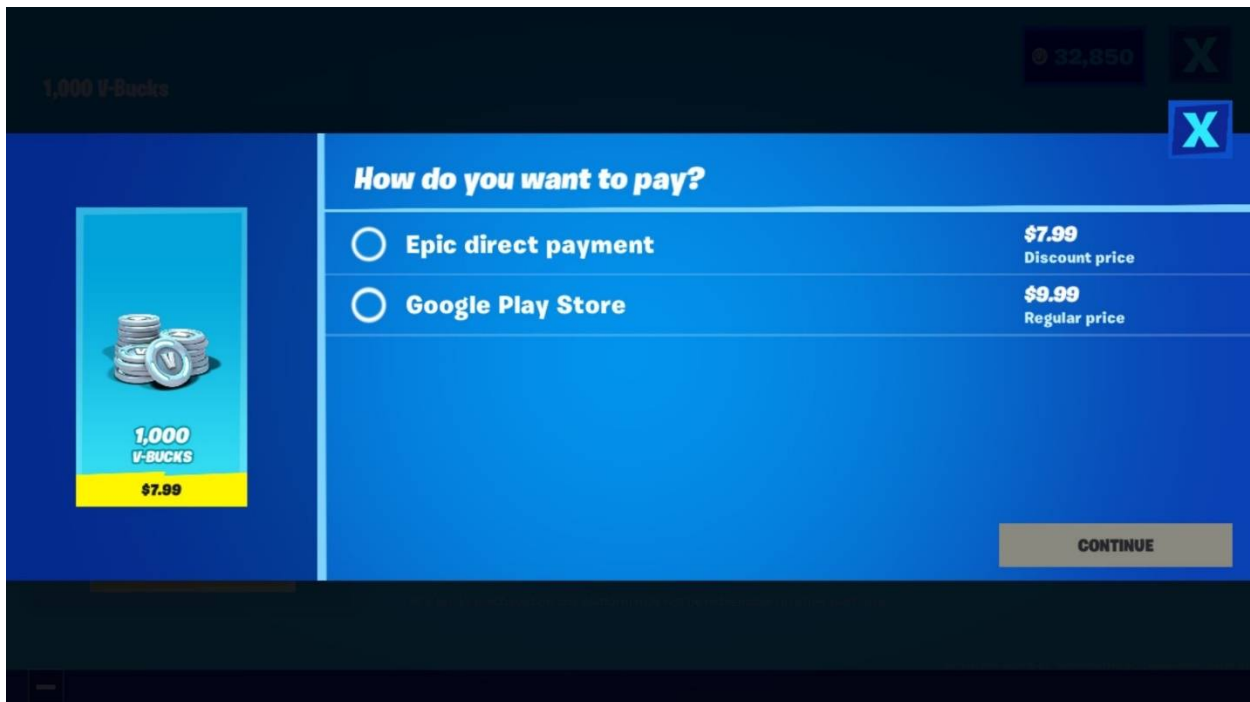 32,850
X
1,000 V-Bucks
X
How do you want to pay?
Epic direct payment
$7.99
Discount price
Google Play Store
$9.99
Regular price
V
1,000
V-BUCKS
$7.99
CONTINUE